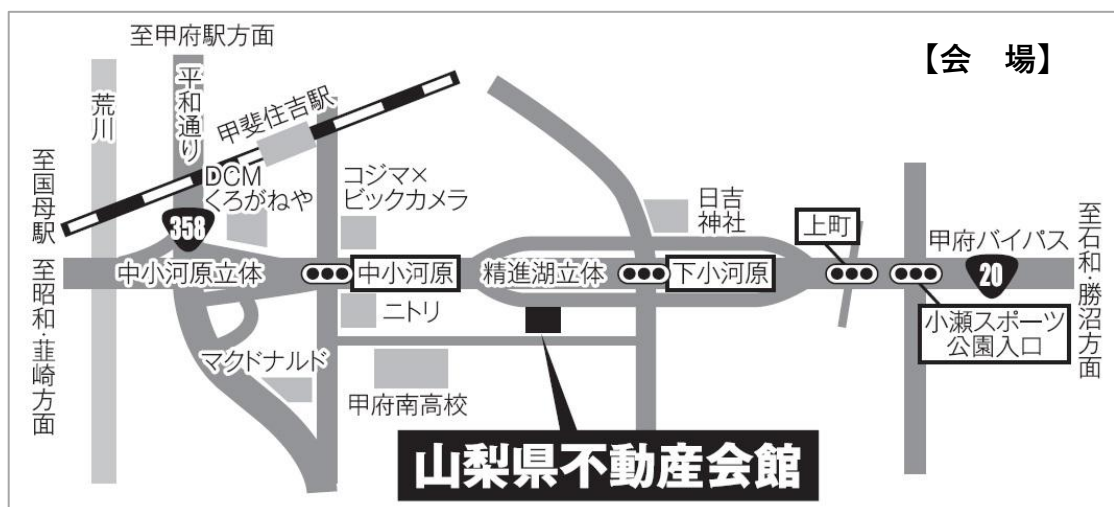 至甲府駅方面
【会　場】
荒川
平和通り
甲斐住吉駅
至国母駅
DCM
くろがねや
コジマ×
ビックカメラ
日吉
神社
上町
至石和・勝沼方面
358
甲府バイパス
中小河原立体
中小河原
精進湖立体
下小河原
20
至昭和・韮崎方面
ニトリ
小瀬スポーツ
公園入口
マクドナルド
甲府南高校
山梨県不動産会館